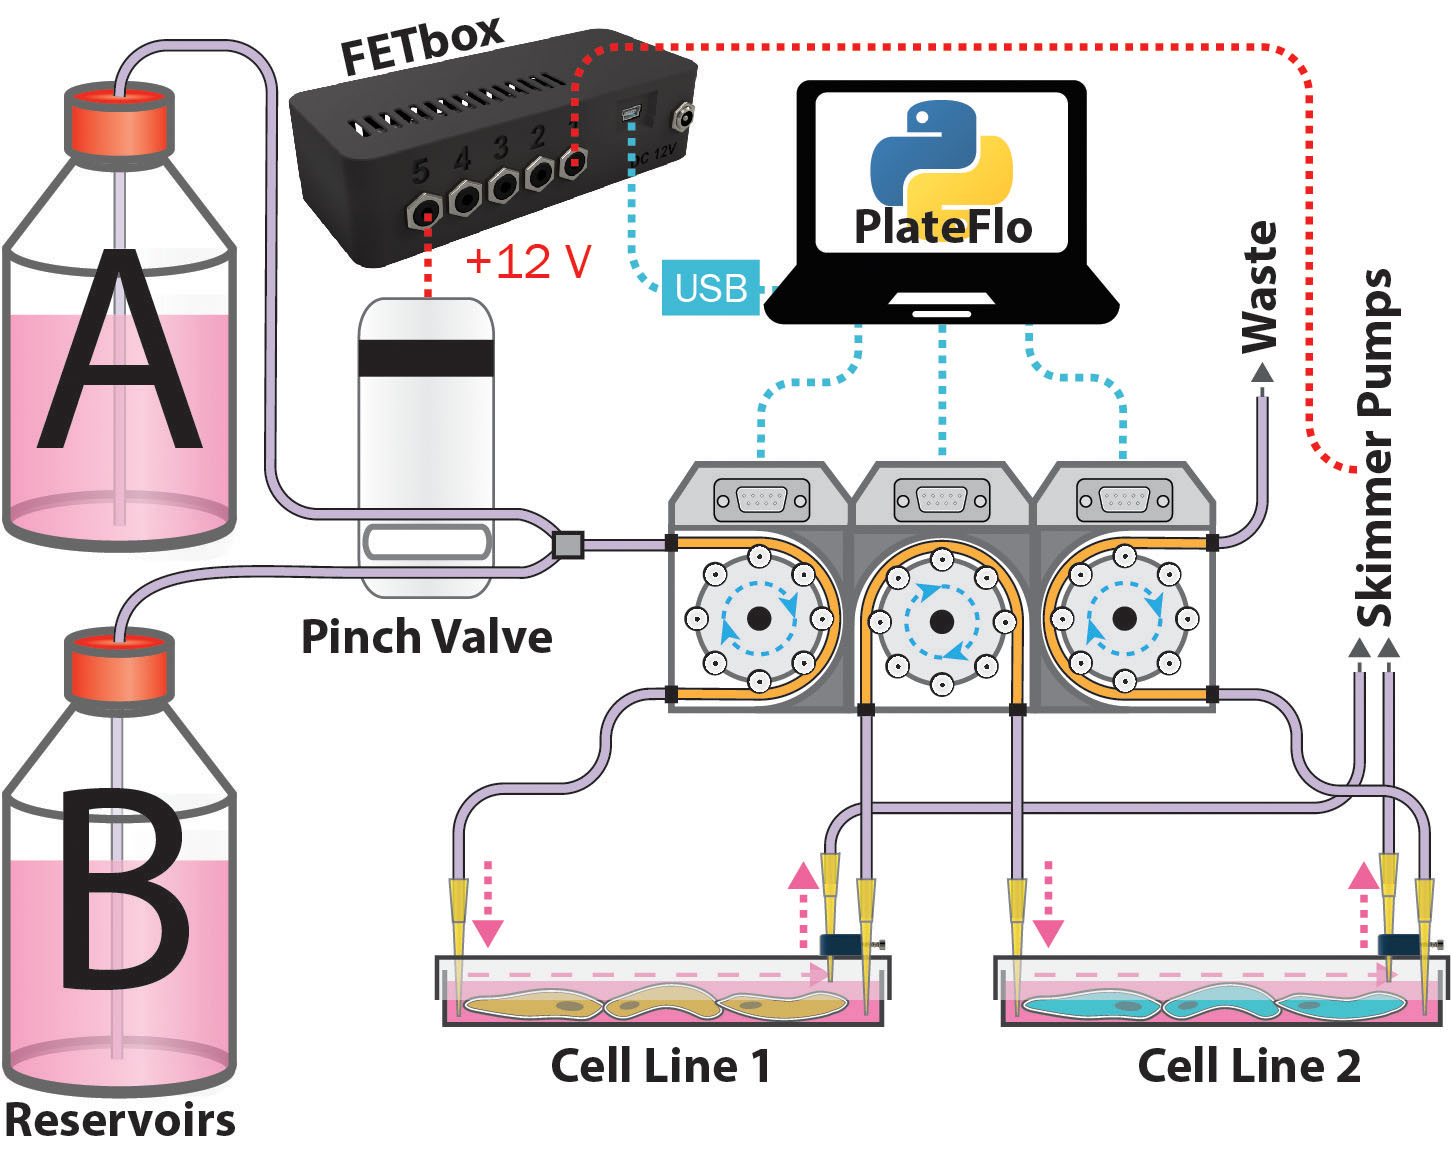 FETbox
5 4 3 2 1
DC 12V
+12 V
USB
PlateFlo
A
Waste
Skimmer Pumps
Pinch Valve
B
Cell Line 1
Cell Line 2
Reservoirs